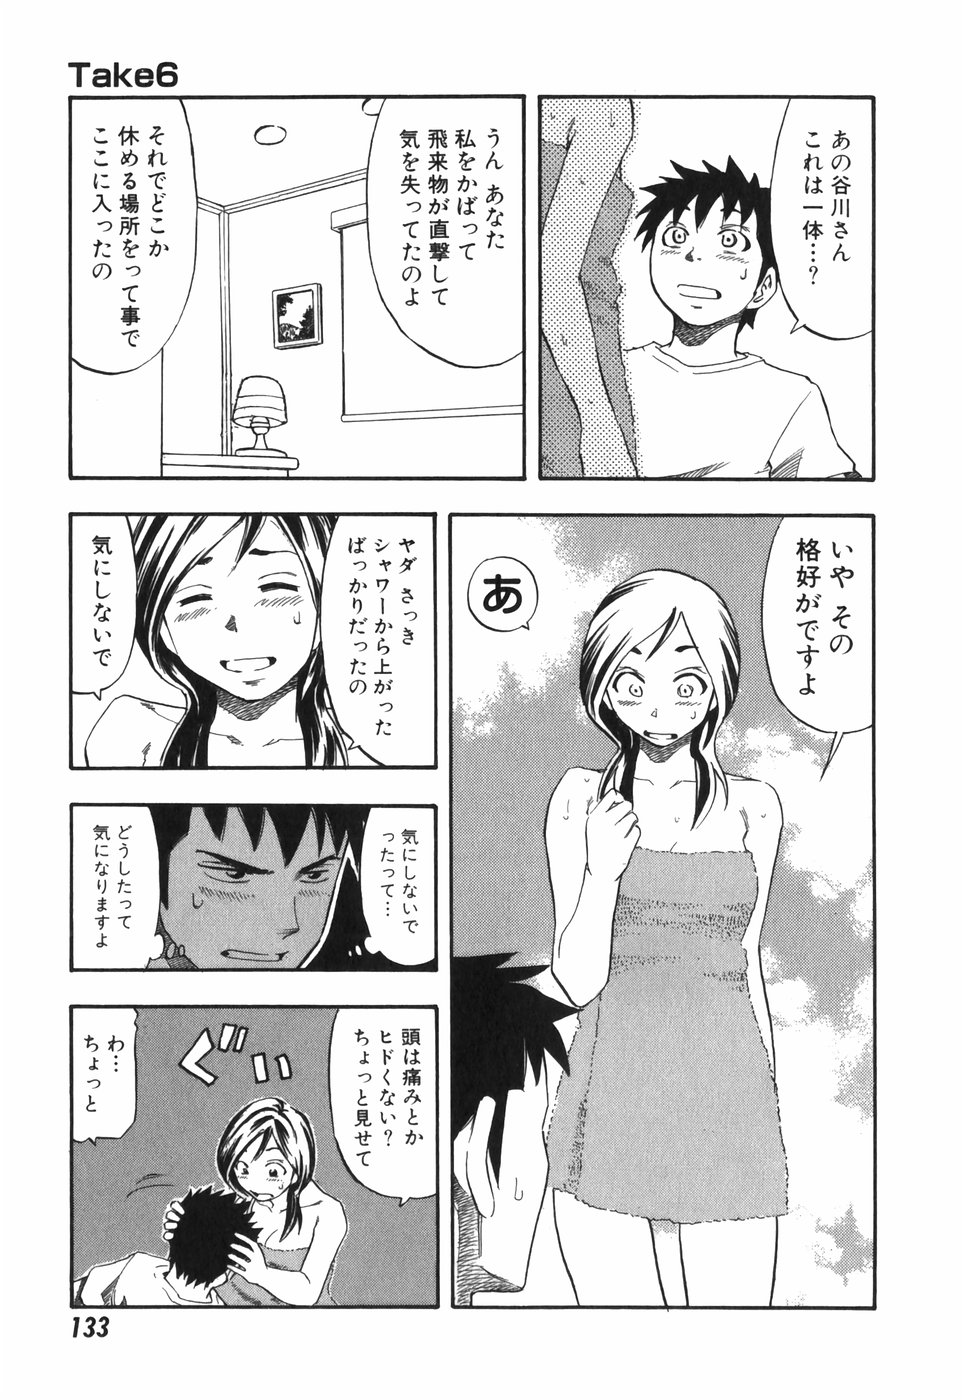 Take6
あの谷川さん
これは一体…?
うん あなた
私をかばって
飛来物が直撃して
気を失ってたのよ
それでどこか
休める場所をって事で
ここに入ったの
いや その
格好がですよ
あ
ヤダ さっき
シャワーから上がった
ばっかりだったの
気にしないで
気にしないで
ったって…
どうしたって
気になりますよ
頭は痛みとか
ヒドくない?
ちょっと見せて
ぐい
わ…
ちょっと
133